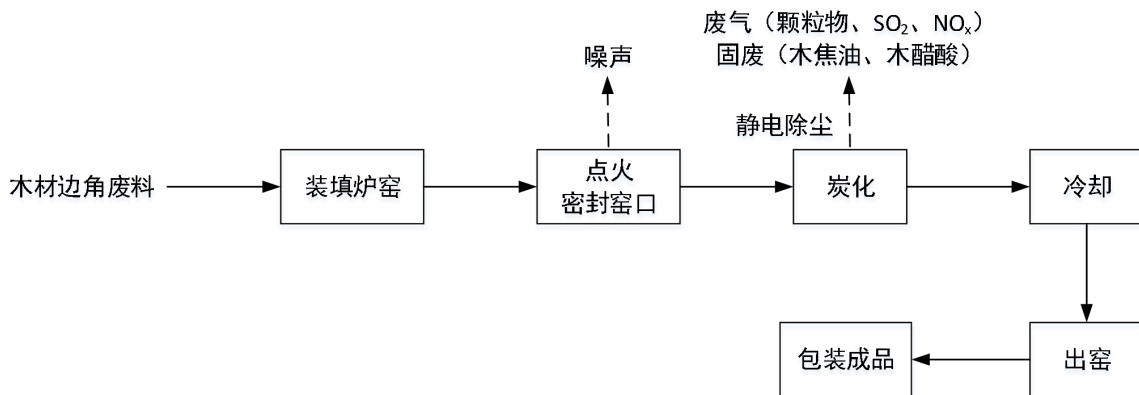 废气（颗粒物、SO₂、NOₓ）
固废（木焦油、木醋酸）
噪声
静电除尘
木材边角废料
装填炉窑
点火
密封窑口
炭化
冷却
包装成品
出窑